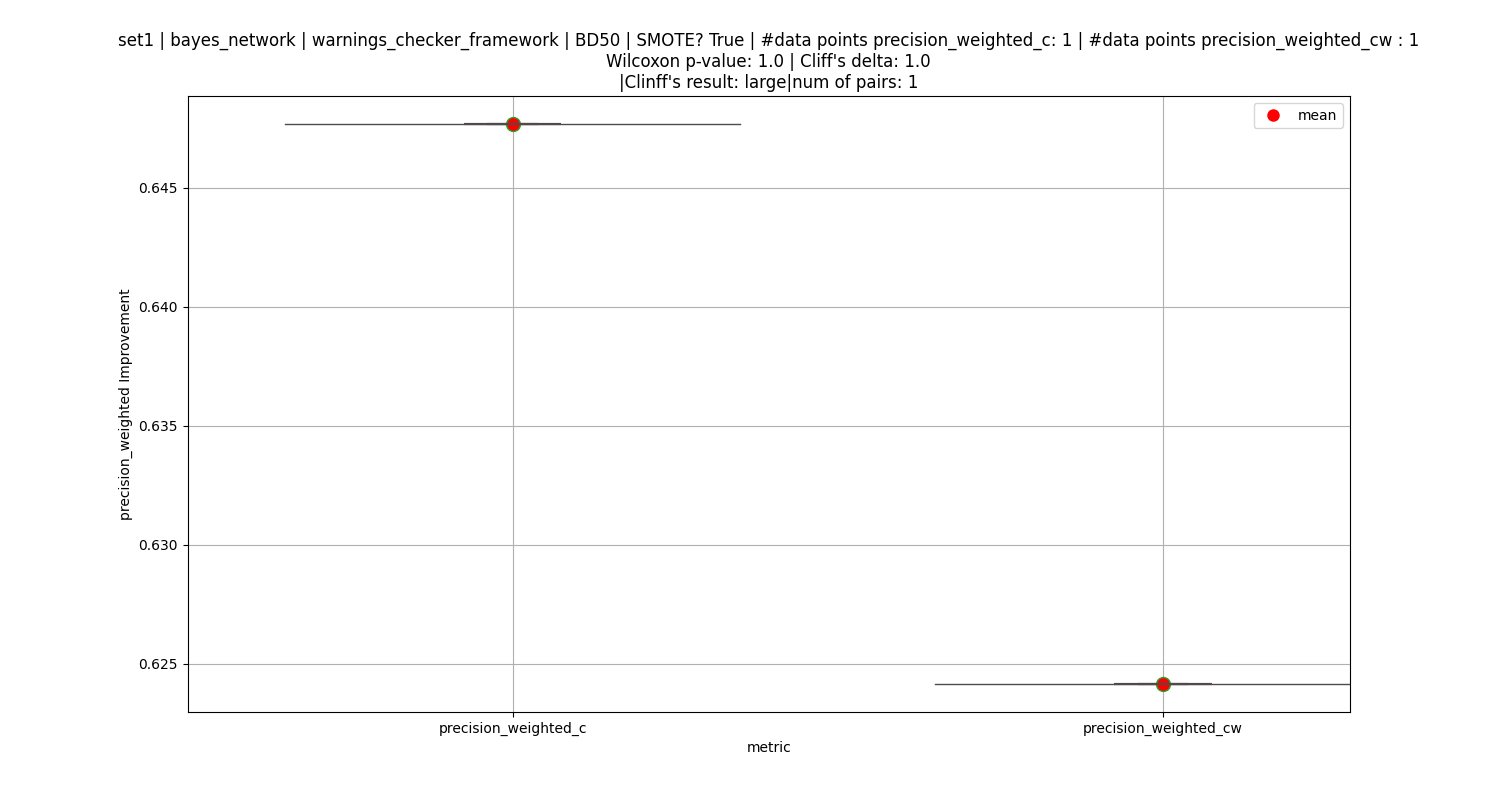 set1 | bayes_network | warnings_checker_framework | BD50 | SMOTE? True | #data points precision_weighted_c: 1 | #data points precision_weighted_cw : 1
Wilcoxon p-value: 1.0 | Cliff's delta: 1.0
|Clinff's result: large|num of pairs: 1
mean
0.645
0.640
0.635
0.630
0.625
precision_weighted Improvement
precision_weighted_c
precision_weighted_cw
metric